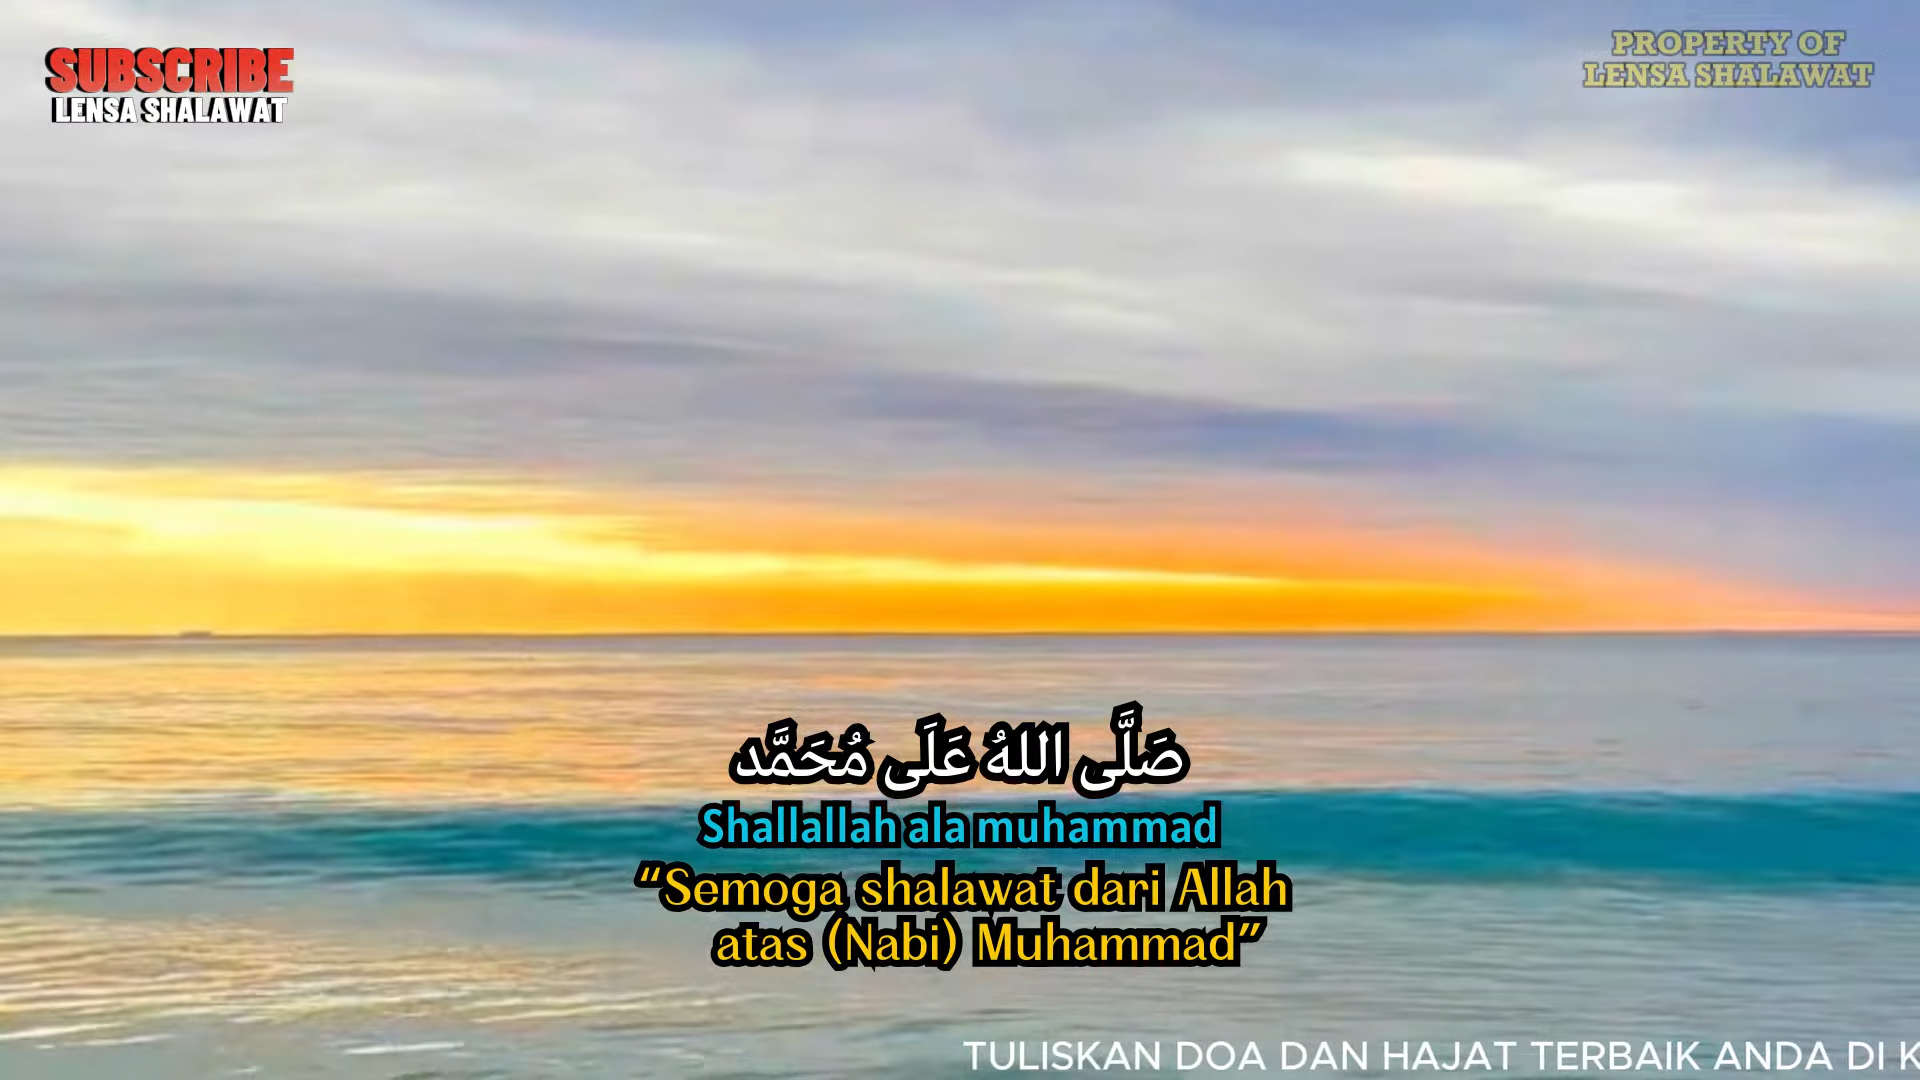 SUBSCRIBE
LENSA SHALAWAT
PROPERTY OF
LENSA SHALAWAT
صَلَّى اللهُ عَلَى مُحَمَّد
Shallallah ala muhammad
“Semoga shalawat dari Allah
atas (Nabi) Muhammad”
TULISKAN DOA DAN HAJAT TERBAIK ANDA DI K